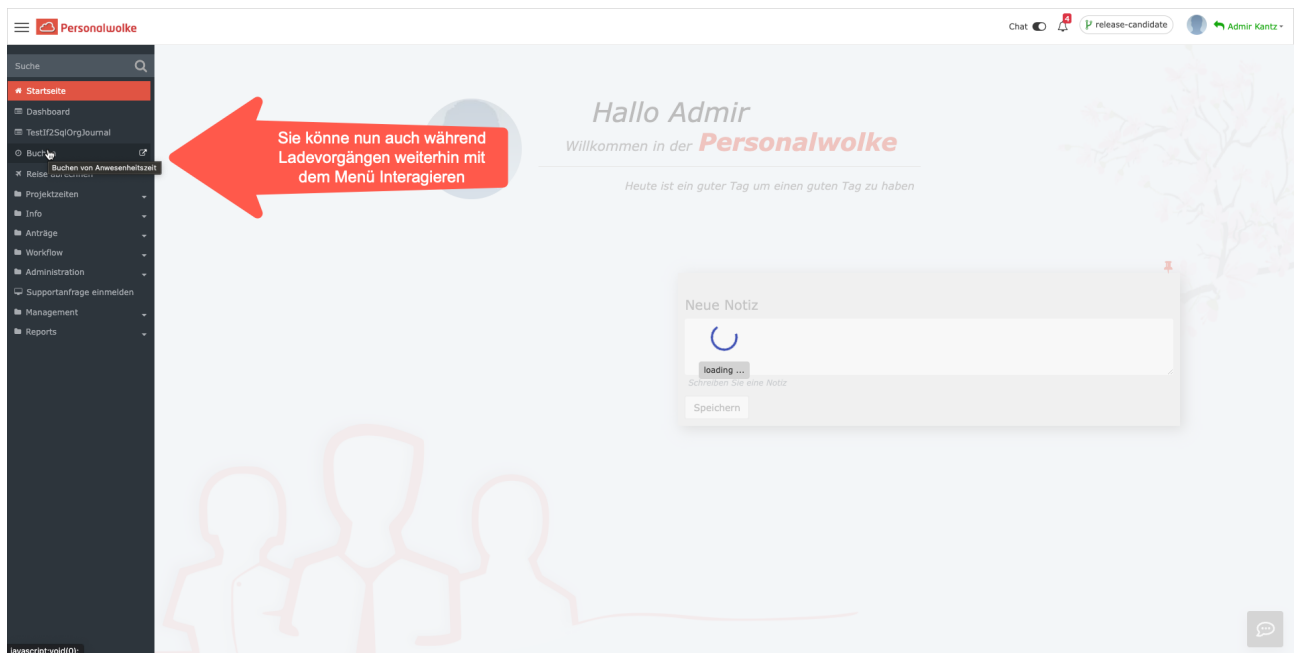 Personalwolke
Chat
4
release-candidate
Admir Kantz
Suche
Startseite
Dashboard
TestIf2SqlOrgJournal
Buchen von Anwesenheitszeit
Projektzeiten
Info
Anträge
Workflow
Administration
Supportanfrage einmelden
Management
Reports
Sie könne nun auch während
Ladevorgängen weiterhin mit
dem Menü Interagieren
Hallo Admir
Willkommen in der Personalwolke
Heute ist ein guter Tag um einen guten Tag zu haben
Neue Notiz
loading ...
Schreiben Sie eine Notiz
Speichern
javascript:void(0);